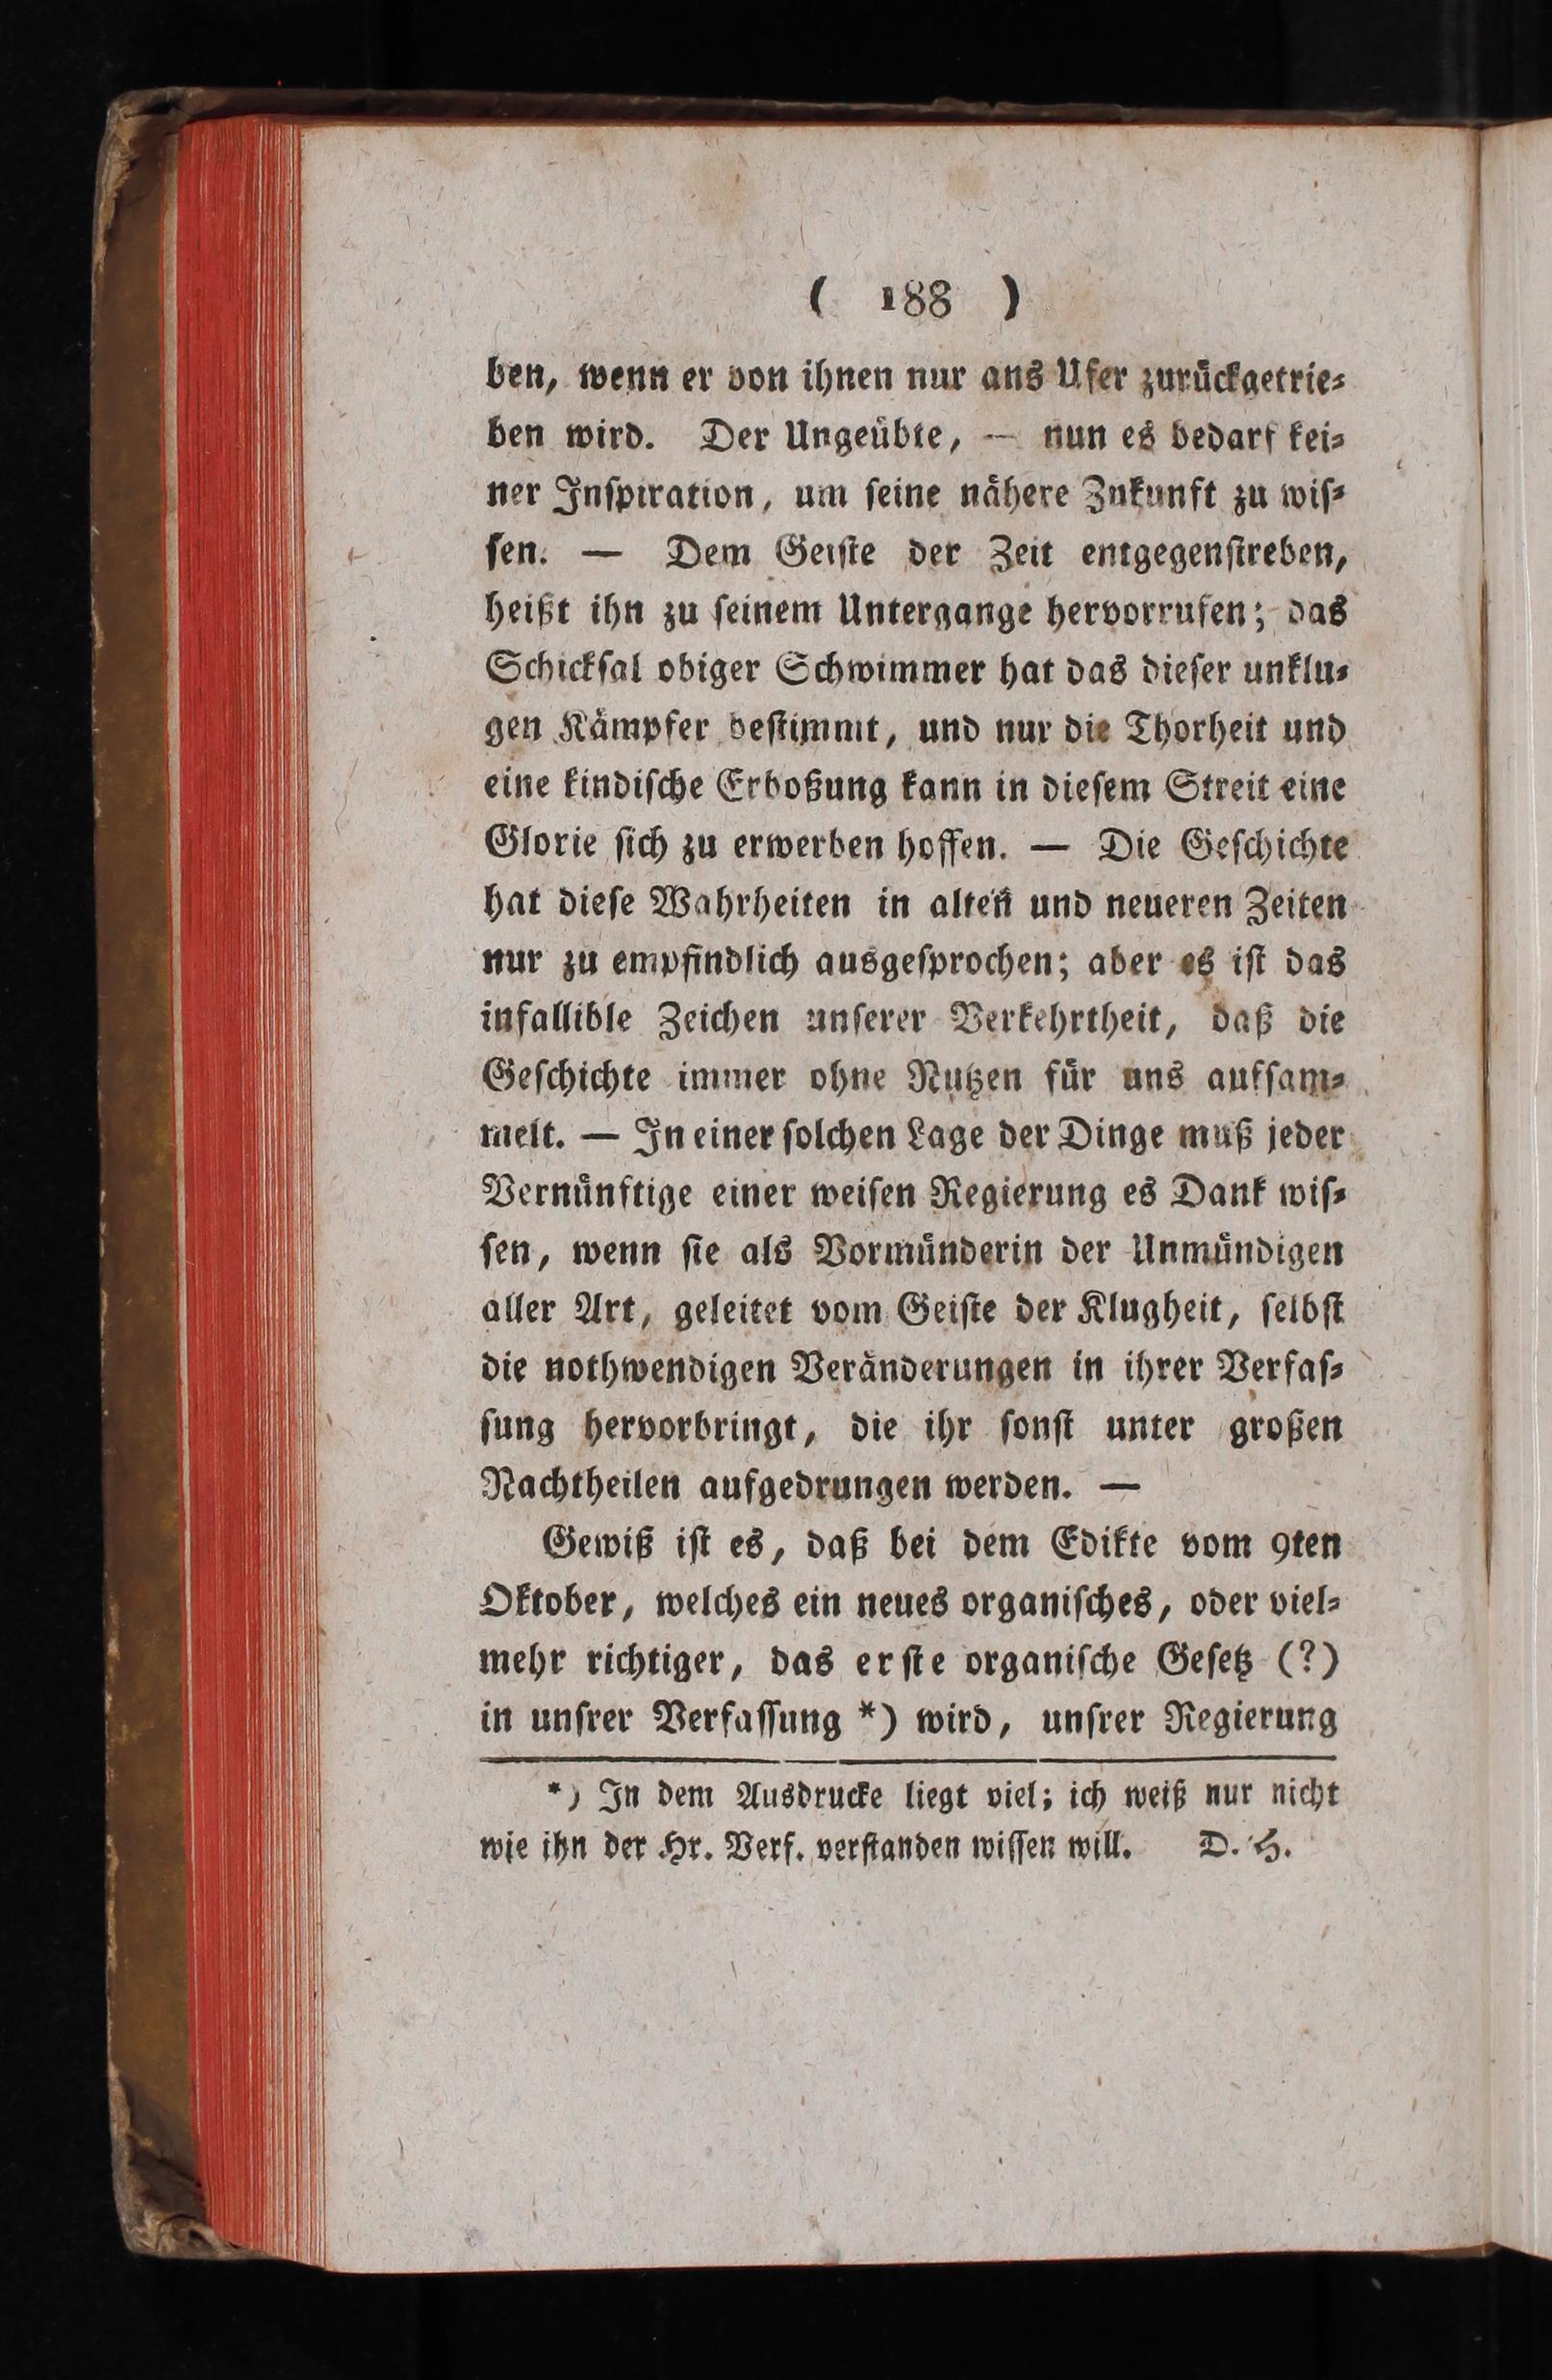 ( 188 )
ben, wenn er von ihnen nur ans Ufer zurückgetrie⸗
ben wird. Der Ungeübte, — nun es bedarf kei⸗
ner Inſpiration, um ſeine nähere Zukunft zu wiſ⸗
ſen. — Dem Geiſte der Zeit entgegenſtreben,
heißt ihn zu ſeinem Untergange hervorrufen; das
Schickſal obiger Schwimmer hat das dieſer unklu⸗
gen Kämpfer beſtimmt, und nur die Thorheit und
eine kindiſche Erboßung kann in dieſem Streit eine
Glorie ſich zu erwerben hoffen. — Die Geſchichte
hat dieſe Wahrheiten in alten und neueren Zeiten
nur zu empfindlich ausgeſprochen; aber es iſt das
infallible Zeichen unſerer Verkehrtheit, daß die
Geſchichte immer ohne Nutzen für uns aufſam⸗
melt. — In einer ſolchen Lage der Dinge muß jeder
Vernünftige einer weiſen Regierung es Dank wiſ⸗
ſen, wenn ſie als Vormünderin der Unmündigen
aller Art, geleitet vom Geiſte der Klugheit, ſelbſt
die nothwendigen Veränderungen in ihrer Verfaſ⸗
ſung hervorbringt, die ihr ſonſt unter großen
Nachtheilen aufgedrungen werden. —
Gewiß iſt es, daß bei dem Edikte vom 9ten
Oktober, welches ein neues organiſches, oder viel⸗
mehr richtiger, das erſte organiſche Geſetz (?)
in unſrer Verfaſſung *) wird, unſrer Regierung
*) In dem Ausdrucke liegt viel; ich weiß nur nicht
wie ihn der Hr. Verf. verſtanden wiſſen will. D. H.